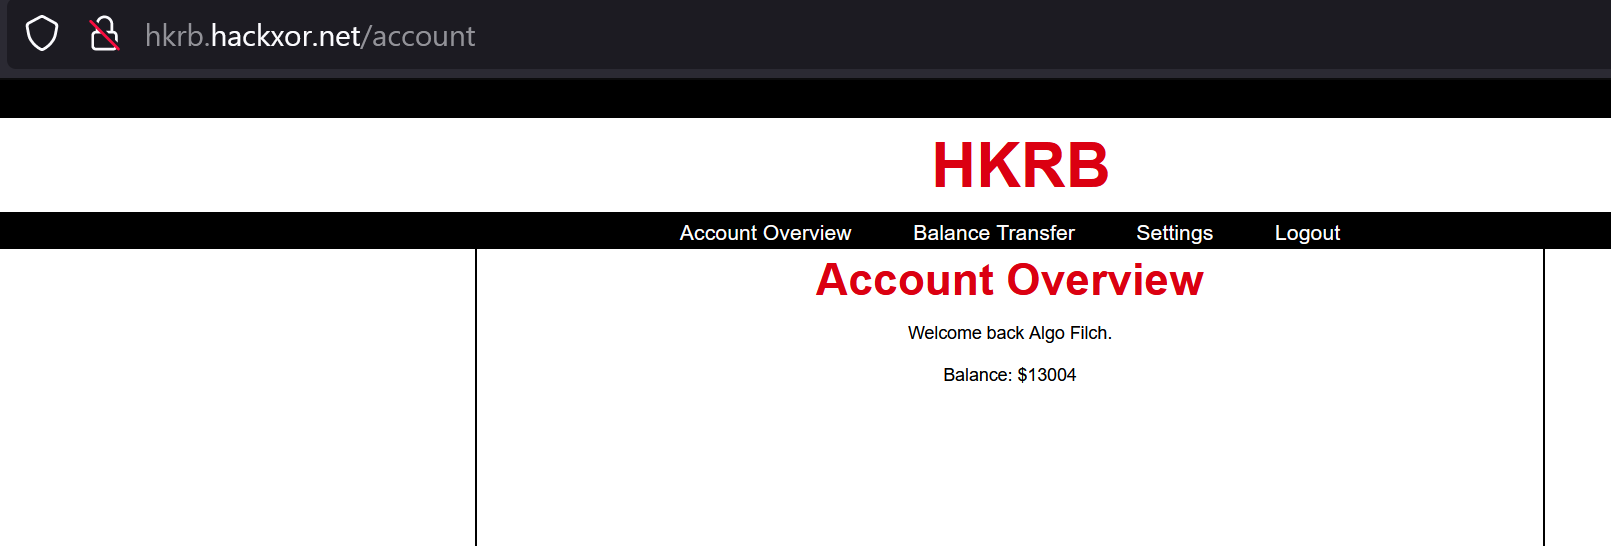 hkrb.hackxor.net/account
HKRB
Account Overview Balance Transfer Settings Logout
Account Overview
Welcome back Algo Filch.
Balance: $13004